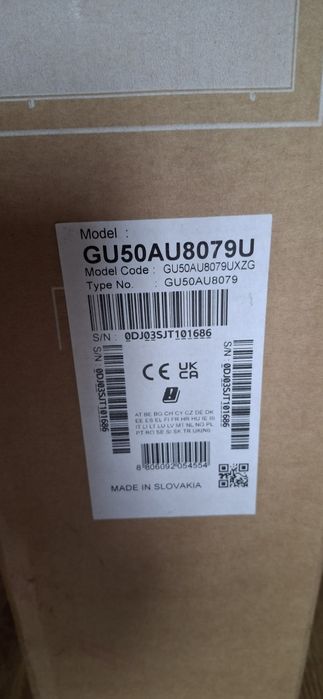 Model :
GU50AU8079U
Model Code : GU50AU8079UXZG
Type No. : GU50AU8079
S/N : 0DJ03SJT101686
S/N : 0DJ03SJT101686
S/N : 0DJ03SJT101686
CE UK CA
AT BE BG CH CY CZ DE DK
EE ES EL FI FR HR HU IE IS
IT LI LT LU LV MT NL NO PL
PT RO SE SI SK TR UK(NI)
8 806092 054554
MADE IN SLOVAKIA